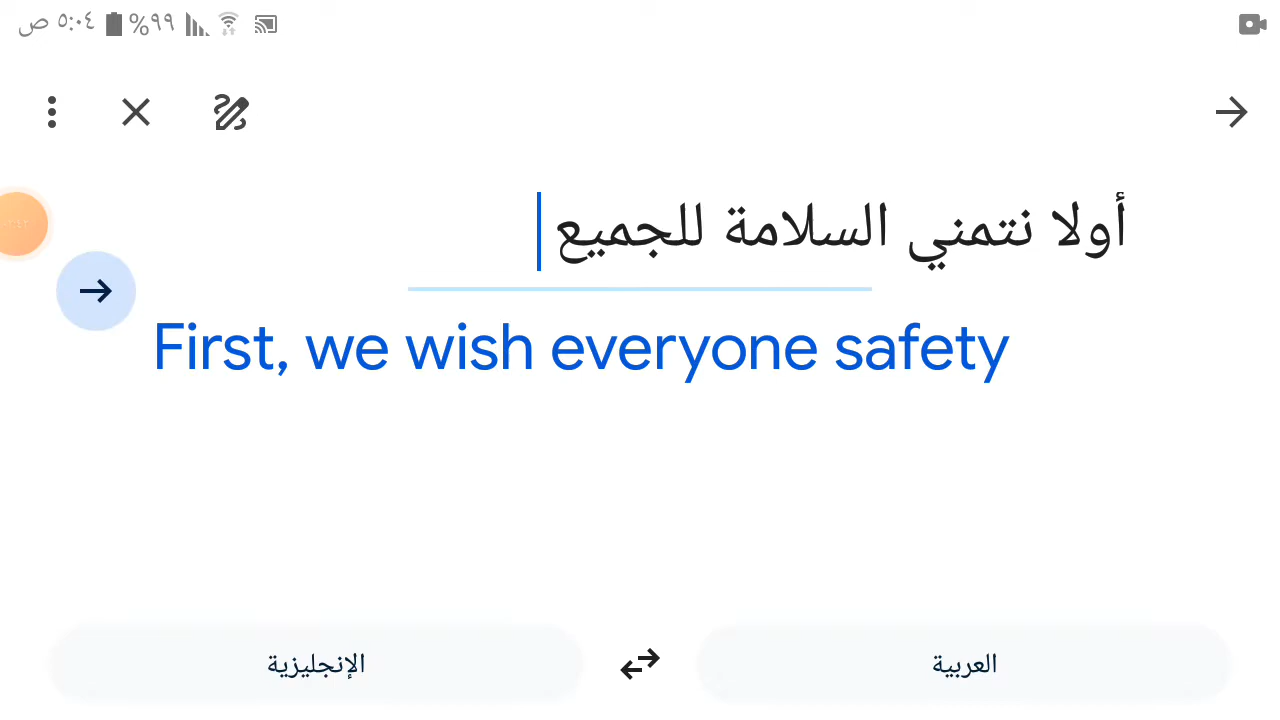 ٥:٠٤ ص %٩٩
أولا نتمني السلامة للجميع
First, we wish everyone safety
الإنجليزية
العربية